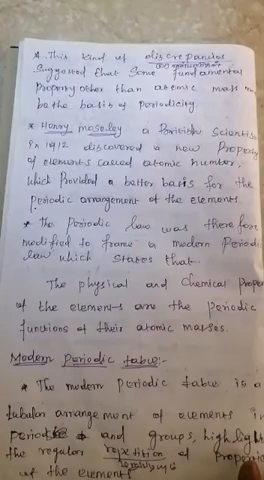 * This kind of discrepancies
Suggested that Some fundamental
Property other than atomic mass
be the basis of periodicity.
* Henry moseley a British Scientist
in 1912 discovered a new Property
of elements called atomic number,
which Provided a better basis for the
Periodic arrangement of the elements.
* The Periodic law was therefore
modified to frame a modern Periodic
law which states that.
The physical and Chemical Prope
of the elements are the Periodic
functions of their atomic masses.
Modern Periodic table:-
* The modern Periodic table is a
tabular arrangement of elements in
Periods and groups, highlight
the regular repetition of Properties
of the elements